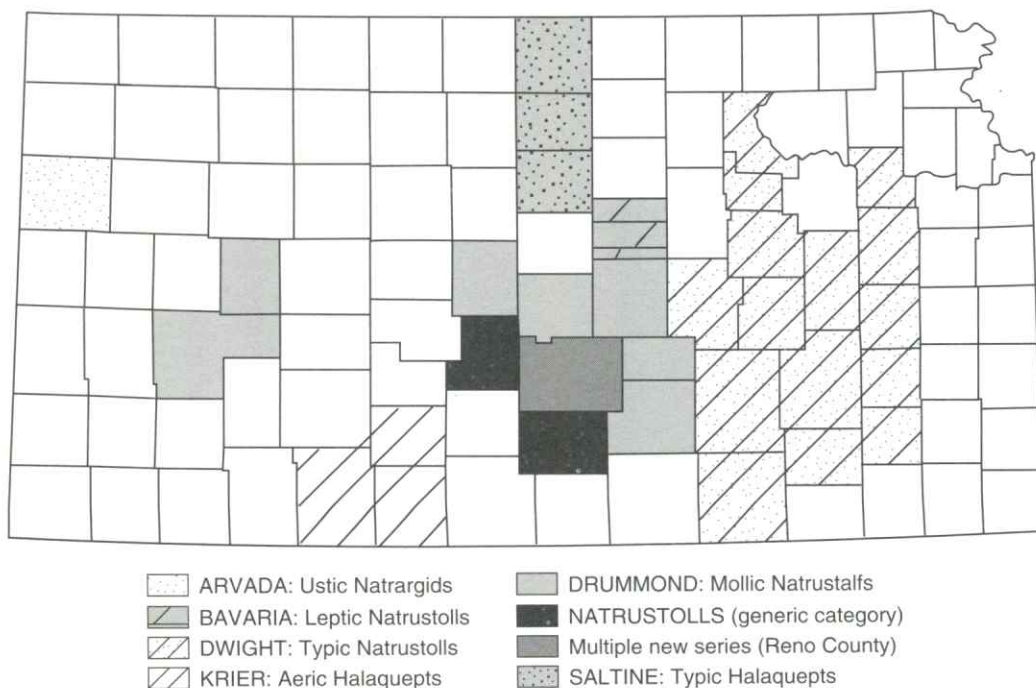 ARVADA: Ustic Natrargids
BAVARIA: Leptic Natrustolls
DWIGHT: Typic Natrustolls
KRIER: Aeric Halaquepts
DRUMMOND: Mollic Natrustalfs
NATRUSTOLLS (generic category)
Multiple new series (Reno County)
SALTINE: Typic Halaquepts